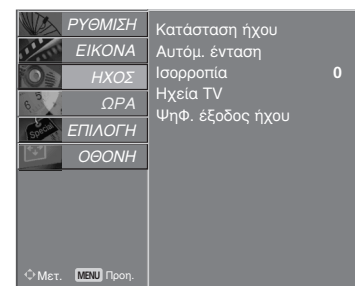 ΡΥΘΜΙΣΗ
ΕΙΚΟΝΑ
ΗΧΟΣ
ΩΡΑ
ΕΠΙΛΟΓΗ
ΟΘΟΝΗ
Κατάσταση ήχου
Αυτόμ. ένταση
Ισορροπία 0
Ηχεία TV
ΨηΦ. έξοδος ήχου
Μετ. MENU Προη.